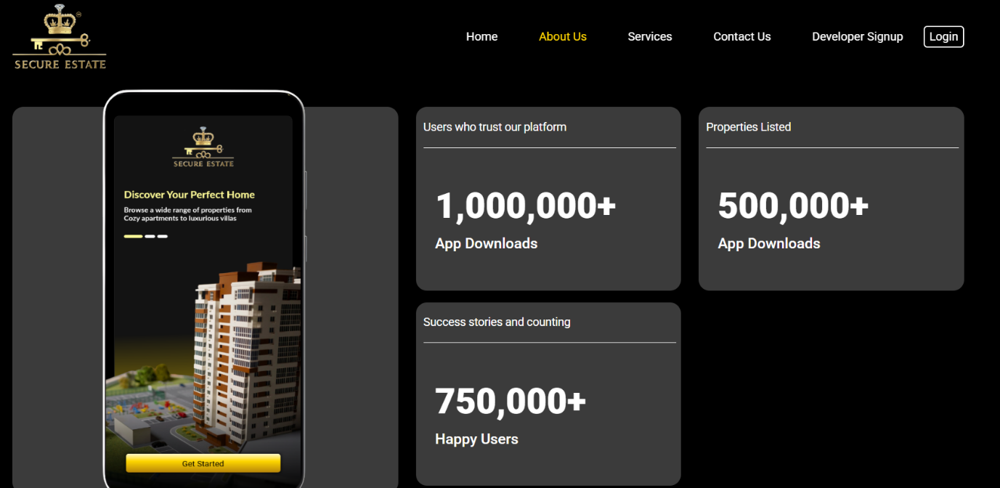 SECURE ESTATE
Home
About Us
Services
Contact Us
Developer Signup
Login
SECURE ESTATE
Discover Your Perfect Home
Browse a wide range of properties from
Cozy apartments to luxurious villas
Get Started
Users who trust our platform
1,000,000+
App Downloads
Properties Listed
500,000+
App Downloads
Success stories and counting
750,000+
Happy Users